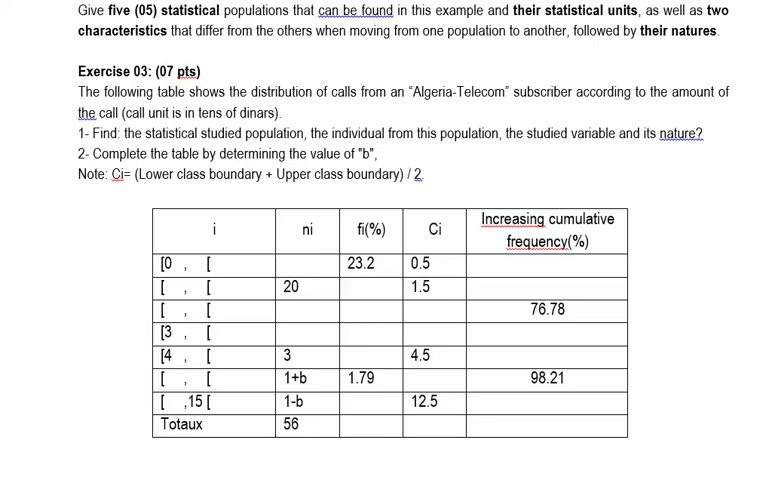 Give five (05) statistical populations that can be found in this example and their statistical units, as well as two
characteristics that differ from the others when moving from one population to another, followed by their natures.
Exercise 03: (07 pts)
The following table shows the distribution of calls from an “Algeria-Telecom” subscriber according to the amount of
the call (call unit is in tens of dinars).
1- Find: the statistical studied population, the individual from this population, the studied variable and its nature?
2- Complete the table by determining the value of "b",
Note: Ci= (Lower class boundary + Upper class boundary) / 2.
i ni fi(%) Ci Increasing cumulative
frequency(%)
[0 , [ 23.2 0.5
[ , [ 20 1.5
[ , [ 76.78
[3 , [
[4 , [ 3 4.5
[ , [ 1+b 1.79 98.21
[ ,15 [ 1-b 12.5
Totaux 56